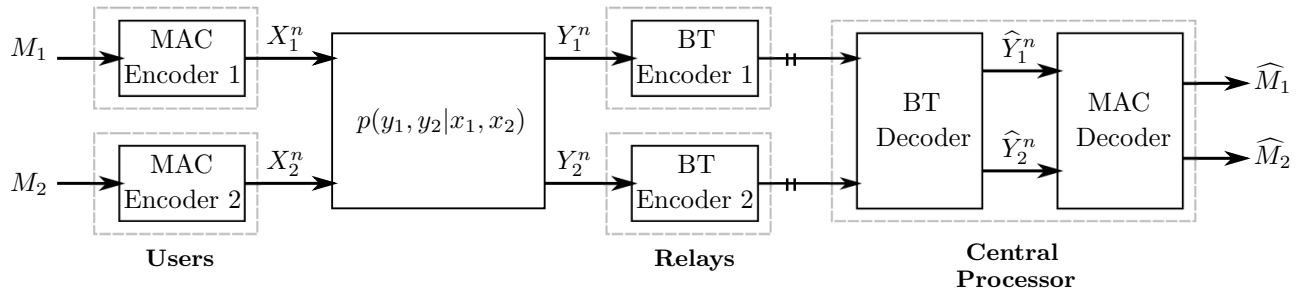 M₁
MAC
Encoder 1
X₁ⁿ
p(y₁, y₂|x₁, x₂)
Y₁ⁿ
BT
Encoder 1
BT
Decoder
Ŷ₁ⁿ
MAC
Decoder
M̂₁
M₂
MAC
Encoder 2
X₂ⁿ
Y₂ⁿ
BT
Encoder 2
Ŷ₂ⁿ
M̂₂
Users
Relays
Central
Processor